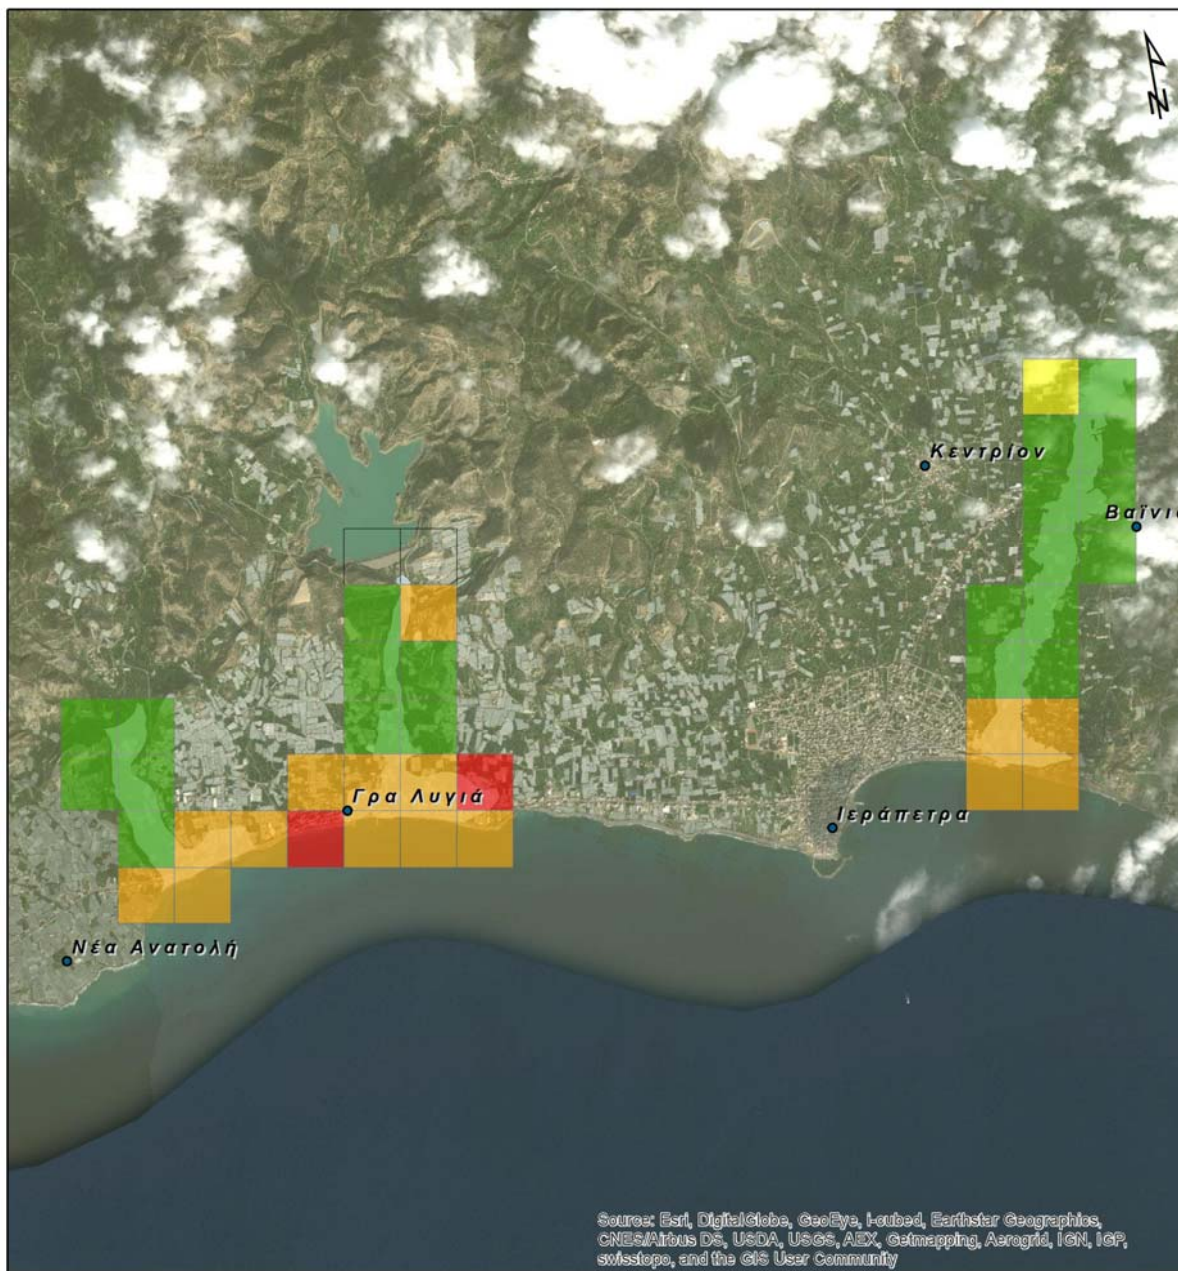 N
Κεντρίον
Βαϊνιά
Γρα Λυγιά
Ιεράπετρα
Νέα Ανατολή
Source: Esri, DigitalGlobe, GeoEye, i-cubed, Earthstar Geographics,
CNES/Airbus DS, USDA, USGS, AEX, Getmapping, Aerogrid, IGN, IGP,
swisstopo, and the GIS User Community